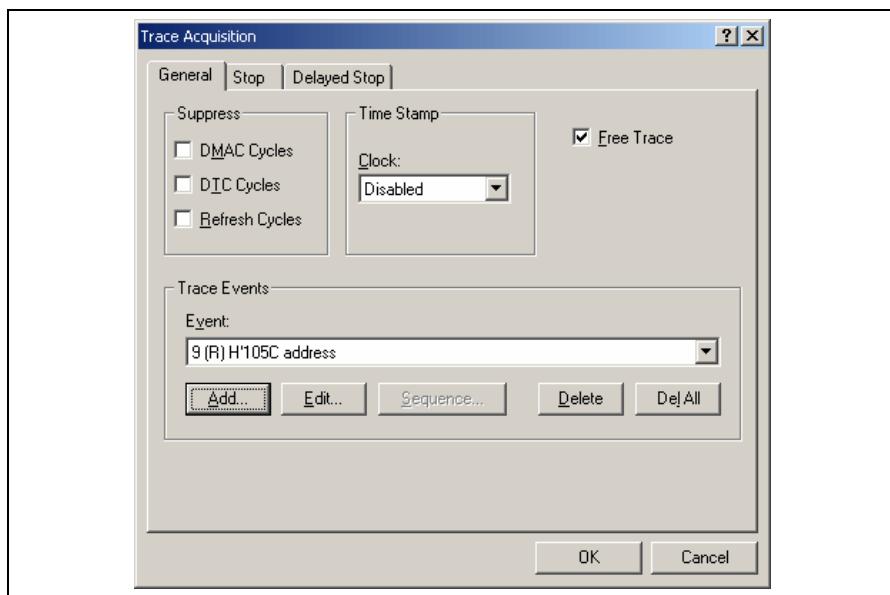 Trace Acquisition
General Stop Delayed Stop
Suppress
DMAC Cycles
DTC Cycles
Refresh Cycles
Time Stamp
Clock:
Disabled
Free Trace
Trace Events
Event:
9 (R) H'105C address
Add... Edit... Sequence... Delete Del All
OK Cancel